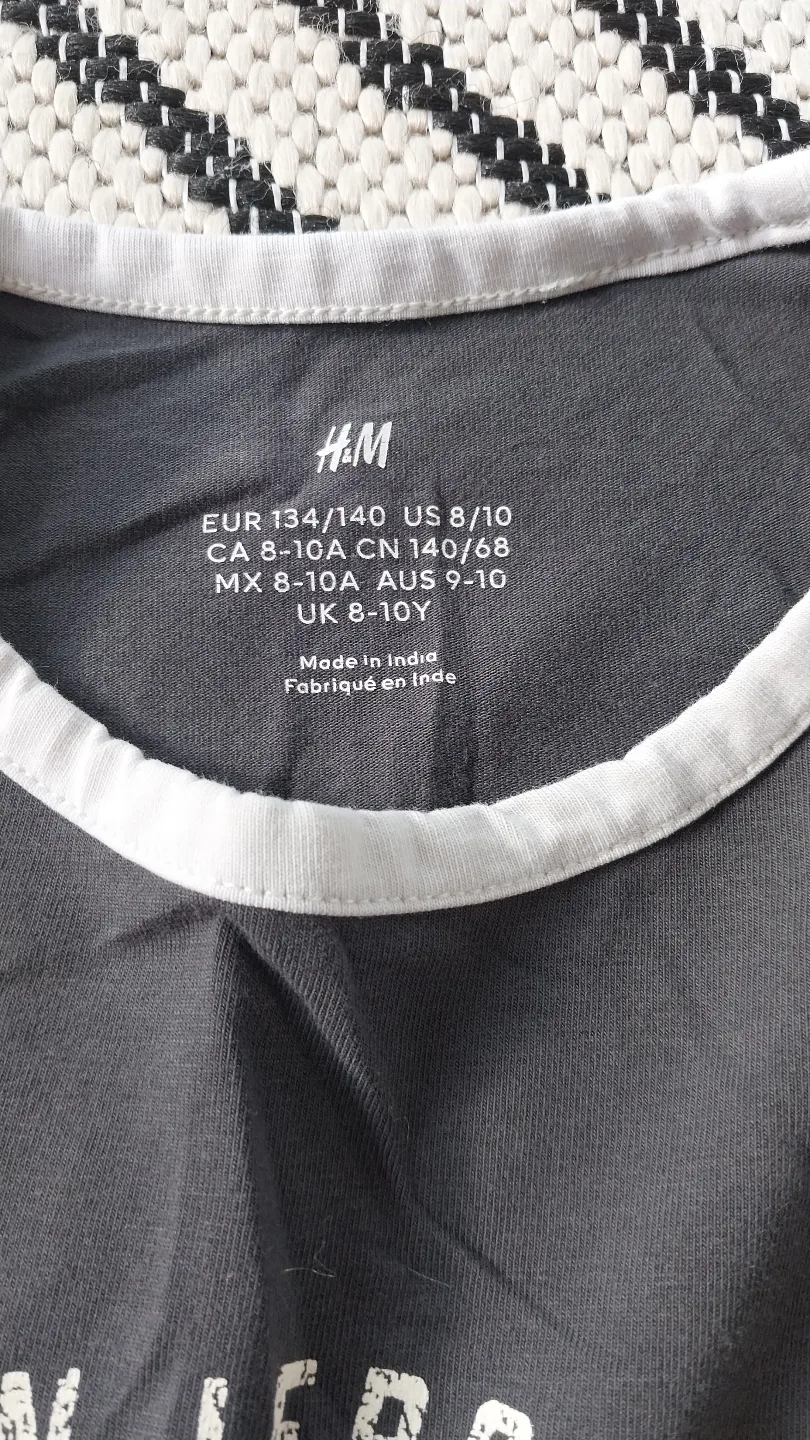 H&M
EUR 134/140 US 8/10
CA 8-10A CN 140/68
MX 8-10A AUS 9-10
UK 8-10Y
Made in India
Fabriqué en Inde